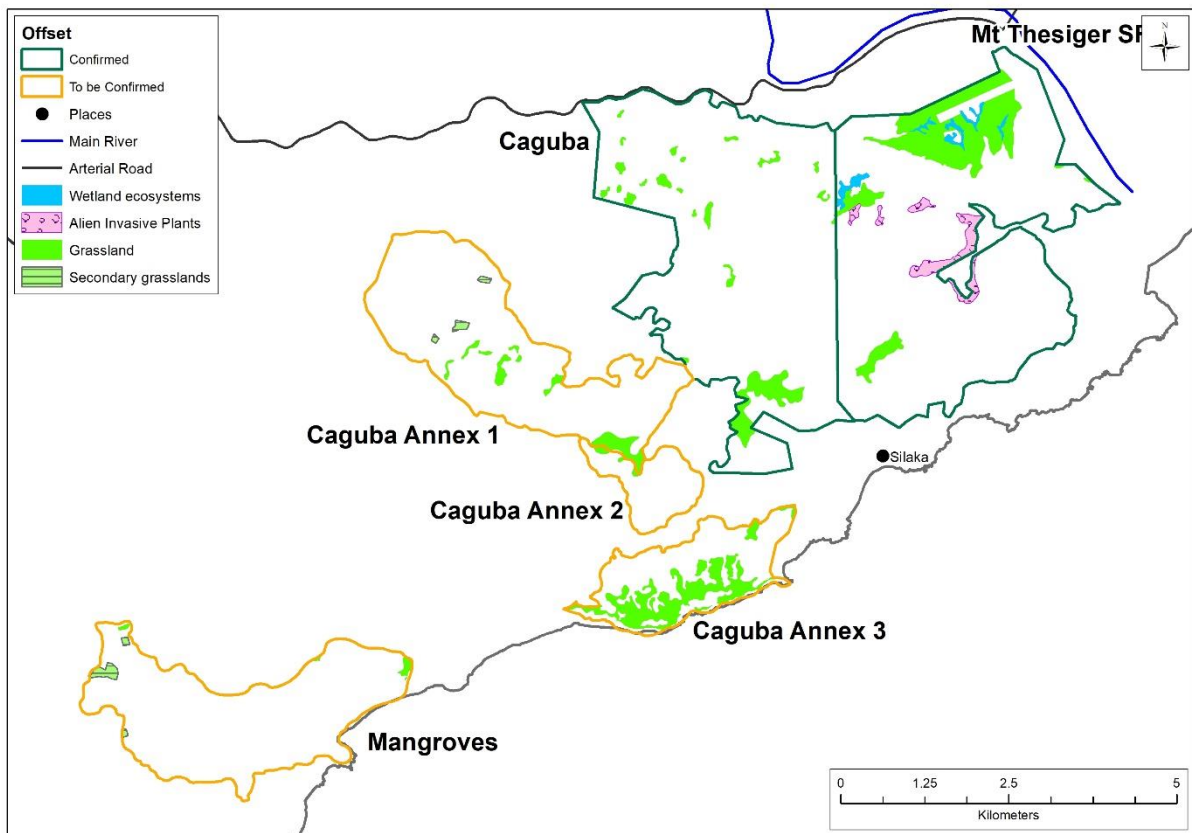 Offset
Confirmed
To be Confirmed
Places
Main River
Arterial Road
Wetland ecosystems
Alien Invasive Plants
Grassland
Secondary grasslands
Mt Thesiger
N
Caguba
Caguba Annex 1
Silaka
Caguba Annex 2
Caguba Annex 3
Mangroves
0 1.25 2.5 5
Kilometers